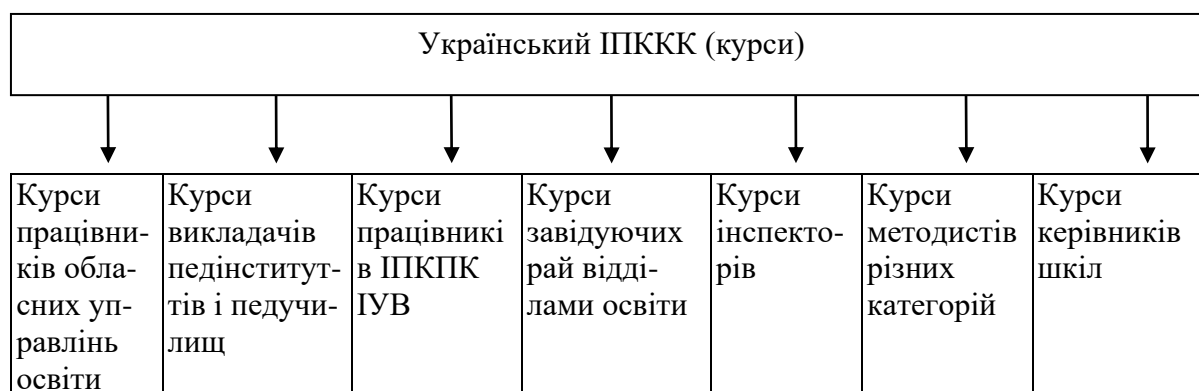 Український ІПККК (курси)
Курси
працівни-
ків обла-
сних уп-
равлінь
освіти
Курси
викладачів
педінститут-
тів і педучи-
лищ
Курси
працівникі
в ІПКПК
ІУВ
Курси
завідуючих
рай відді-
лами освіти
Курси
інспекто-
рів
Курси
методистів
різних
категорій
Курси
керівників
шкіл